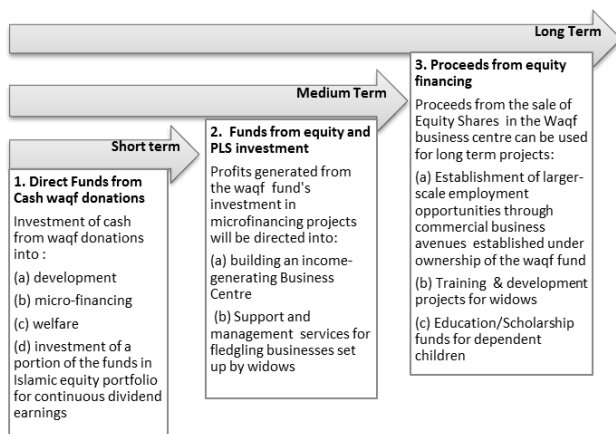 Long Term
Medium Term
Short term
1. Direct Funds from
Cash waqf donations
Investment of cash
from waqf donations
into :
(a) development
(b) micro-financing
(c) welfare
(d) investment of a
portion of the funds in
Islamic equity portfolio
for continuous dividend
earnings
2. Funds from equity and
PLS investment
Profits generated from
the waqf fund's
investment in
microfinancing projects
will be directed into:
(a) building an income-
generating Business
Centre
(b) Support and
management services for
fledgling businesses set
up by widows
3. Proceeds from equity
financing
Proceeds from the sale of
Equity Shares in the Waqf
business centre can be used
for long term projects:
(a) Establishment of larger-
scale employment
opportunities through
commercial business
avenues established under
ownership of the waqf fund
(b) Training & development
projects for widows
(c) Education/Scholarship
funds for dependent
children